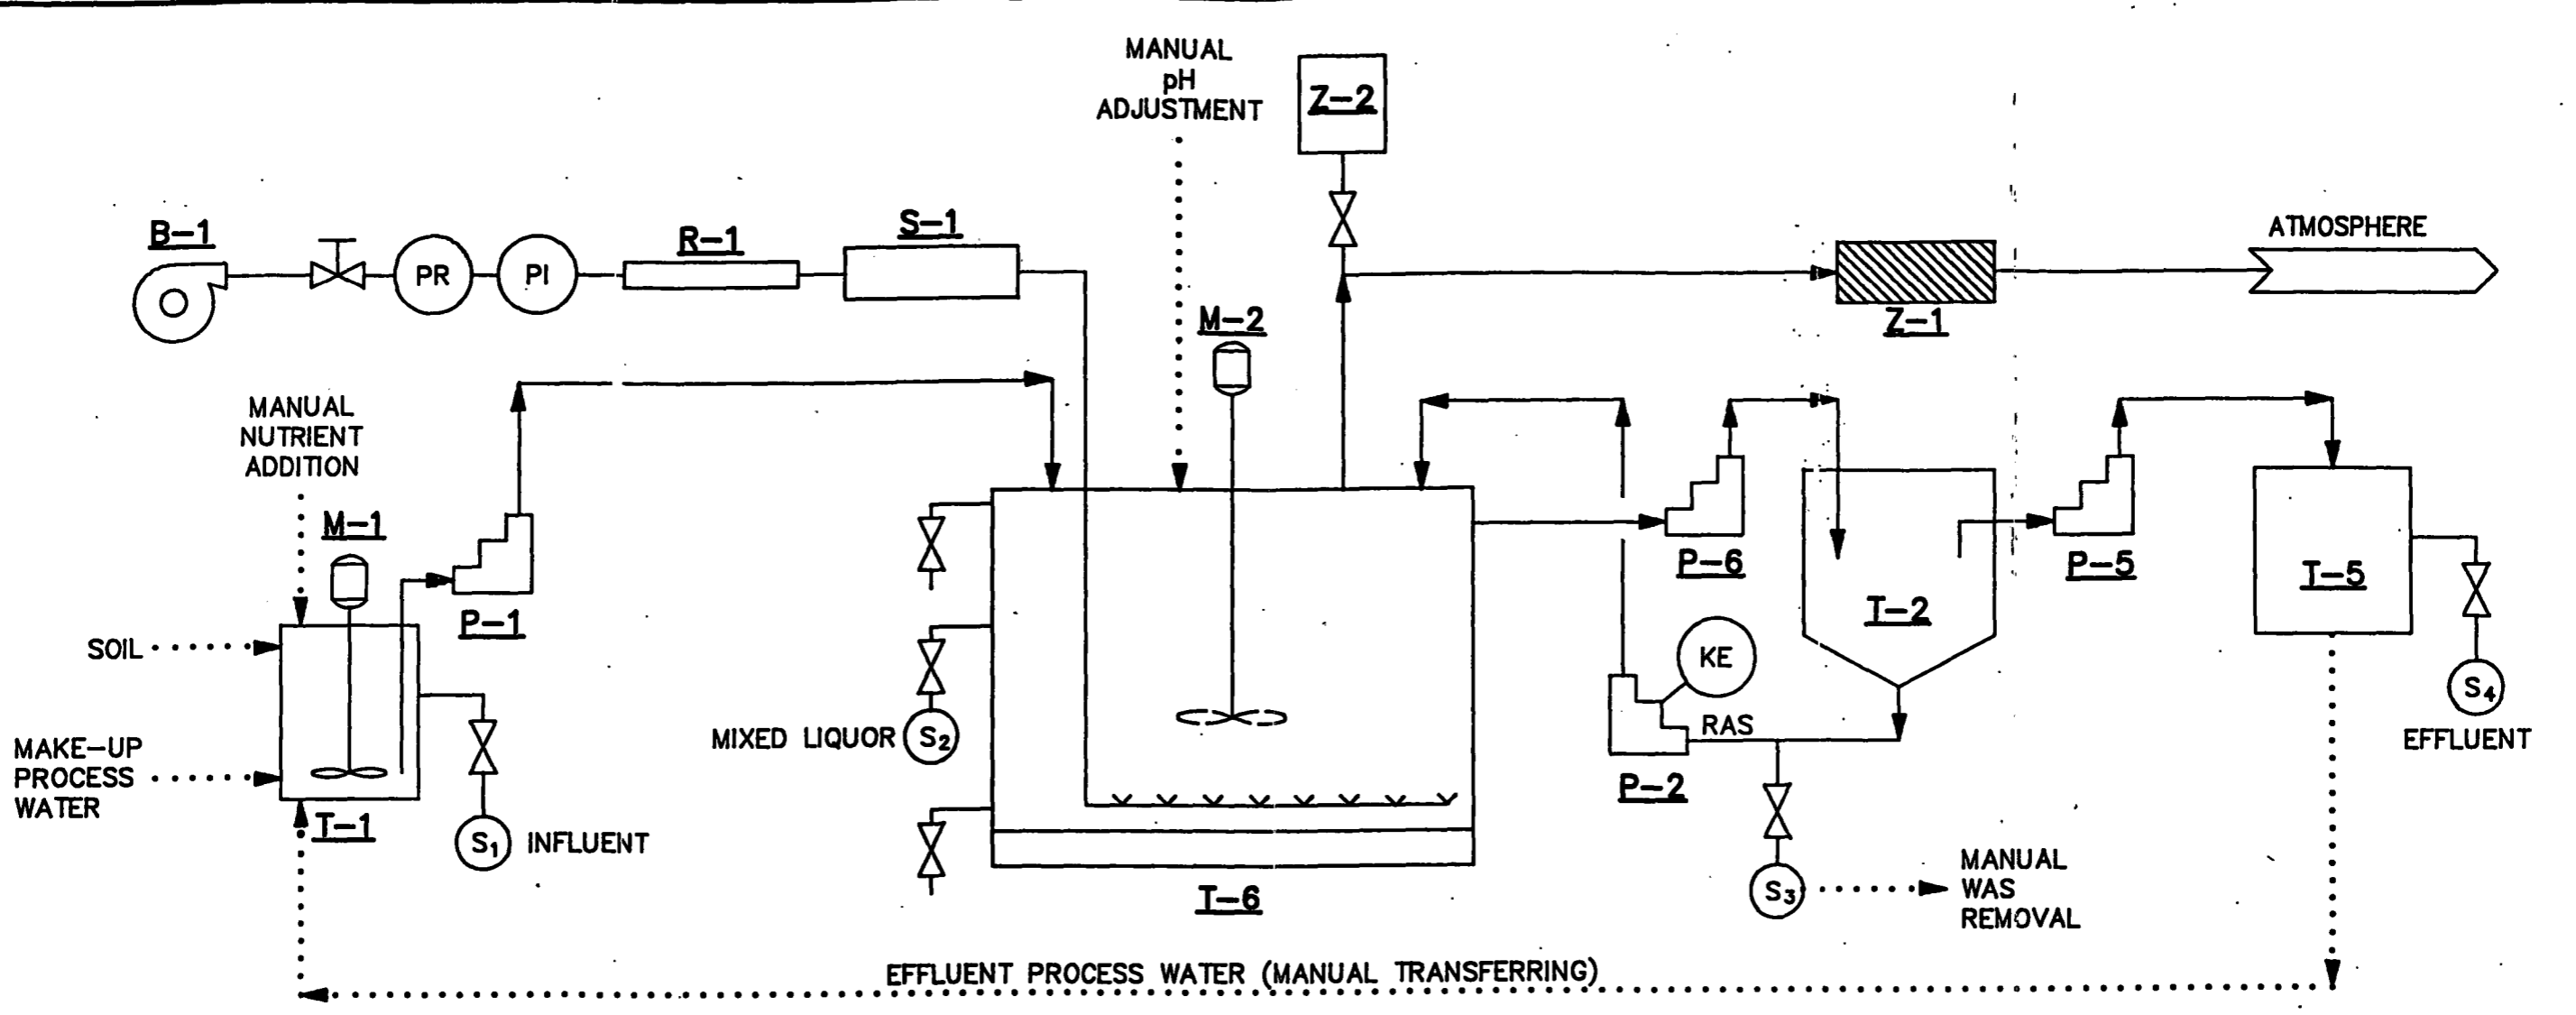 MANUAL
pH
ADJUSTMENT
Z-2
B-1
PR
PI
R-1
S-1
M-2
ATMOSPHERE
Z-1
MANUAL
NUTRIENT
ADDITION
M-1
P-1
SOIL
MAKE-UP
PROCESS
WATER
T-1
S1
INFLUENT
MIXED LIQUOR
S2
T-6
P-6
KE
RAS
P-2
T-2
P-5
T-5
S4
EFFLUENT
S3
MANUAL
WAS
REMOVAL
EFFLUENT PROCESS WATER (MANUAL TRANSFERRING)